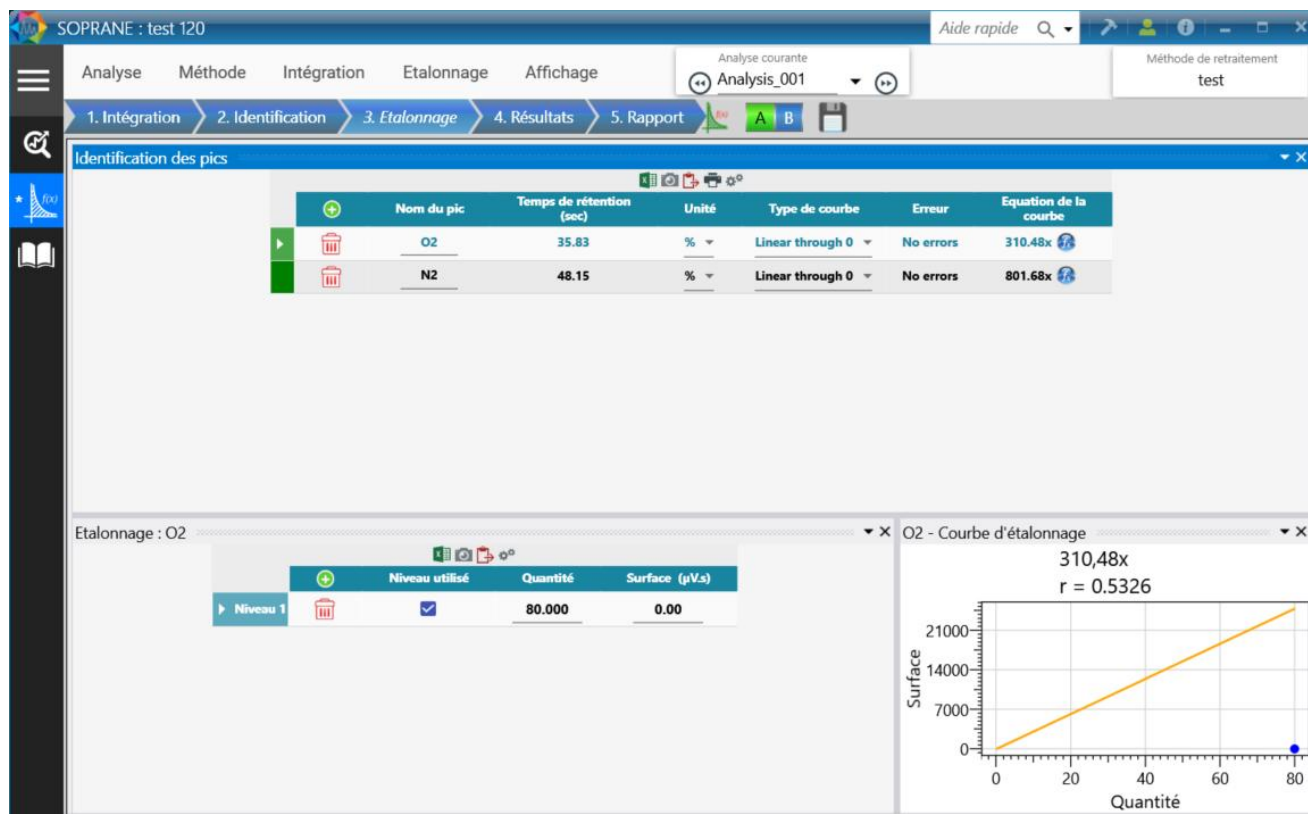 SOPRANE : test 120
Aide rapide
Analyse Méthode Intégration Etalonnage Affichage
Analyse courante
Analysis_001
Méthode de retraitement
test
1. Intégration 2. Identification 3. Etalonnage 4. Résultats 5. Rapport f(x) A B
f(x)
Identification des pics
Nom du pic Temps de rétention (sec) Unité Type de courbe Erreur Equation de la courbe
O2 35.83 % Linear through 0 No errors 310.48x
N2 48.15 % Linear through 0 No errors 801.68x
Etalonnage : O2
Niveau utilisé Quantité Surface (µV.s)
Niveau 1 80.000 0.00
O2 - Courbe d'étalonnage
310,48x
r = 0.5326
Surface
21000
14000
7000
0
0 20 40 60 80
Quantité